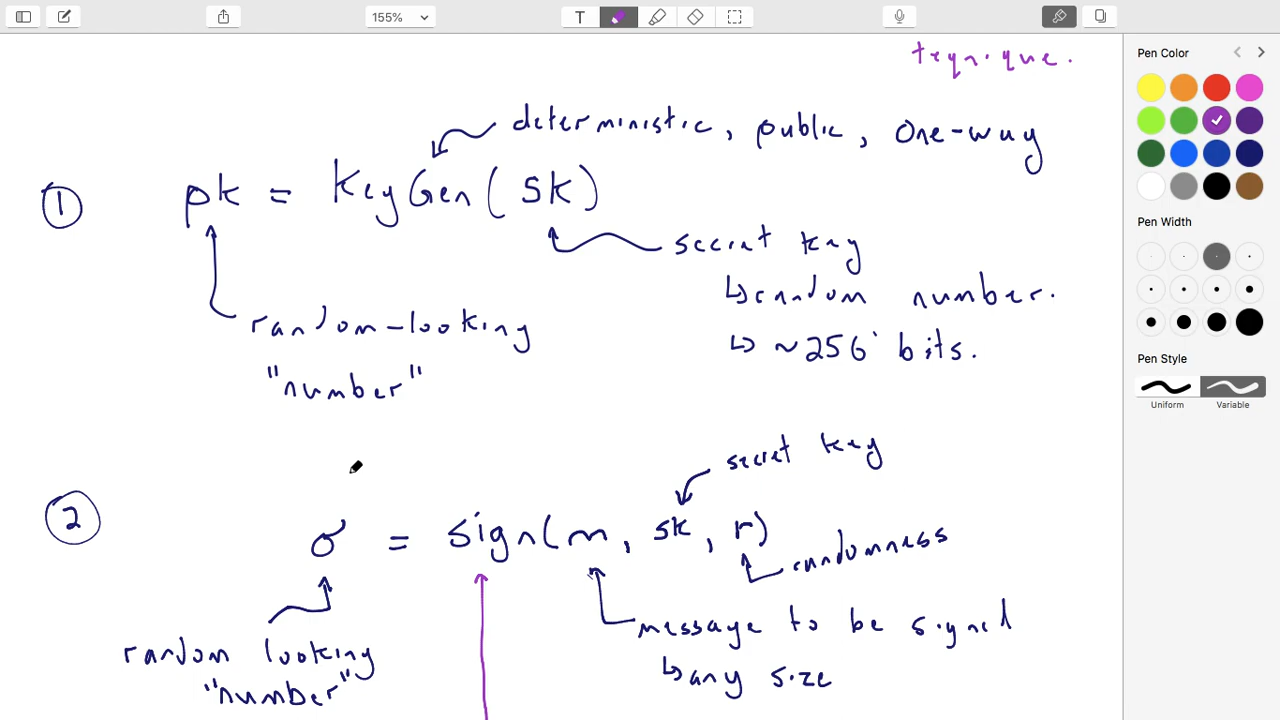 155%
T
Pen Color
teqnique.
deterministic, public, one-way
① pk = KeyGen(sk)
Pen Width
secret key
↳ random number.
random-looking
"number"
↳ ~256 bits.
Pen Style
Uniform Variable
secret key
② σ = sign(m, sk, r)
randomness
message to be signed
↳ any size
random looking
"number"